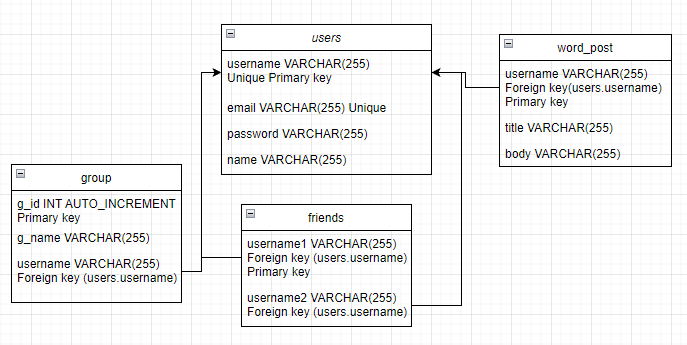 users
username VARCHAR(255)
Unique Primary key
email VARCHAR(255) Unique
password VARCHAR(255)
name VARCHAR(255)
word_post
username VARCHAR(255)
Foreign key(users.username)
Primary key
title VARCHAR(255)
body VARCHAR(255)
group
g_id INT AUTO_INCREMENT
Primary key
g_name VARCHAR(255)
username VARCHAR(255)
Foreign key (users.username)
friends
username1 VARCHAR(255)
Foreign key (users.username)
Primary key
username2 VARCHAR(255)
Foreign key (users.username)